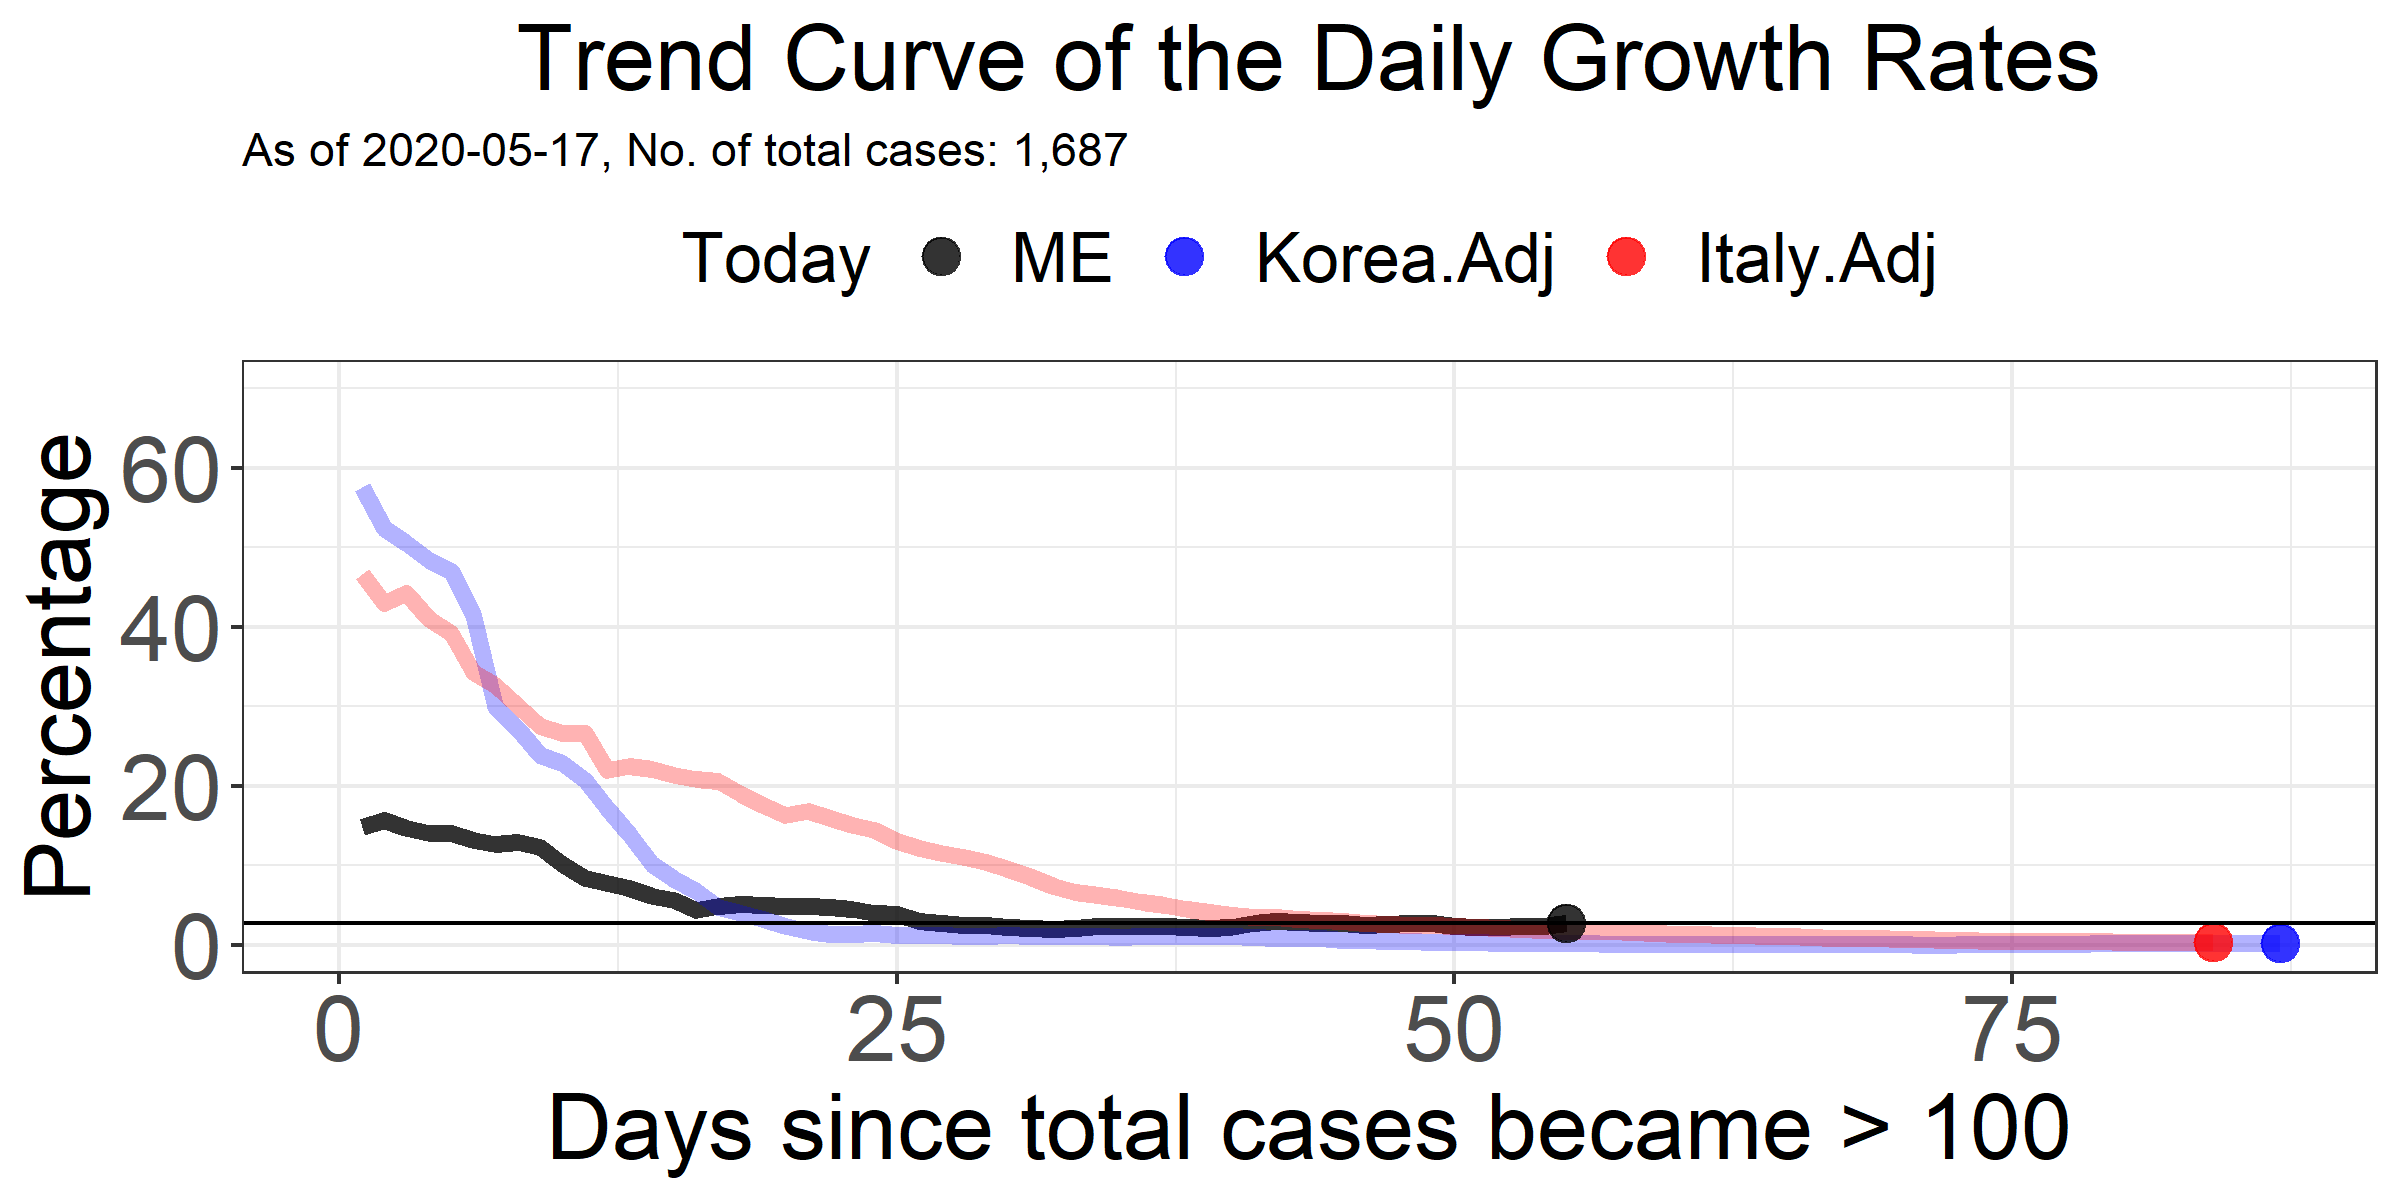 Trend Curve of the Daily Growth Rates
As of 2020-05-17, No. of total cases: 1,687
Today ME Korea.Adj Italy.Adj
Percentage
60
40
20
0
0 25 50 75
Days since total cases became > 100